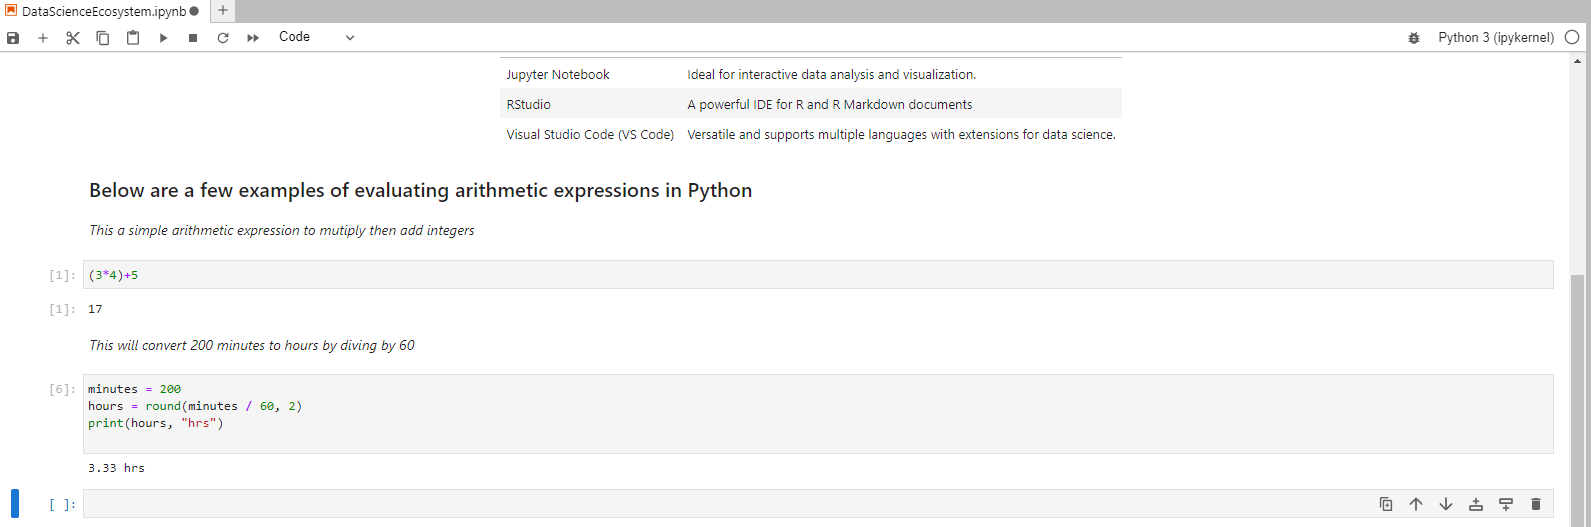 DataScienceEcosystem.ipynb
Code
Python 3 (ipykernel)
Jupyter Notebook Ideal for interactive data analysis and visualization.
RStudio A powerful IDE for R and R Markdown documents
Visual Studio Code (VS Code) Versatile and supports multiple languages with extensions for data science.
Below are a few examples of evaluating arithmetic expressions in Python
This a simple arithmetic expression to mutiply then add integers
[1]: (3*4)+5
[1]: 17
This will convert 200 minutes to hours by diving by 60
[6]: minutes = 200
hours = round(minutes / 60, 2)
print(hours, "hrs")
3.33 hrs
[ ]: